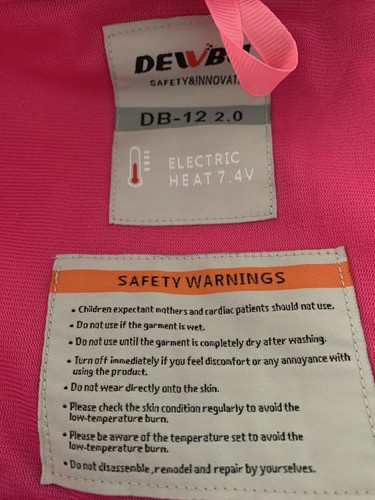 SAFETY&INNOVAT
DB-12 2.0
ELECTRIC
HEAT 7.4V
SAFETY WARNINGS
• Children expectant mothers and cardiac patients should not use.
• Do not use if the garment is wet.
• Do not use until the garment is completely dry after washing.
• Turn off immediately if you feel discomfort or any annoyance with
using the product.
• Do not wear directly onto the skin.
• Please check the skin condition regularly to avoid the
low-temperature burn.
• Please be aware of the temperature set to avoid the
low-temperature burn.
• Do not disassemble,remodel and repair by yourselves.